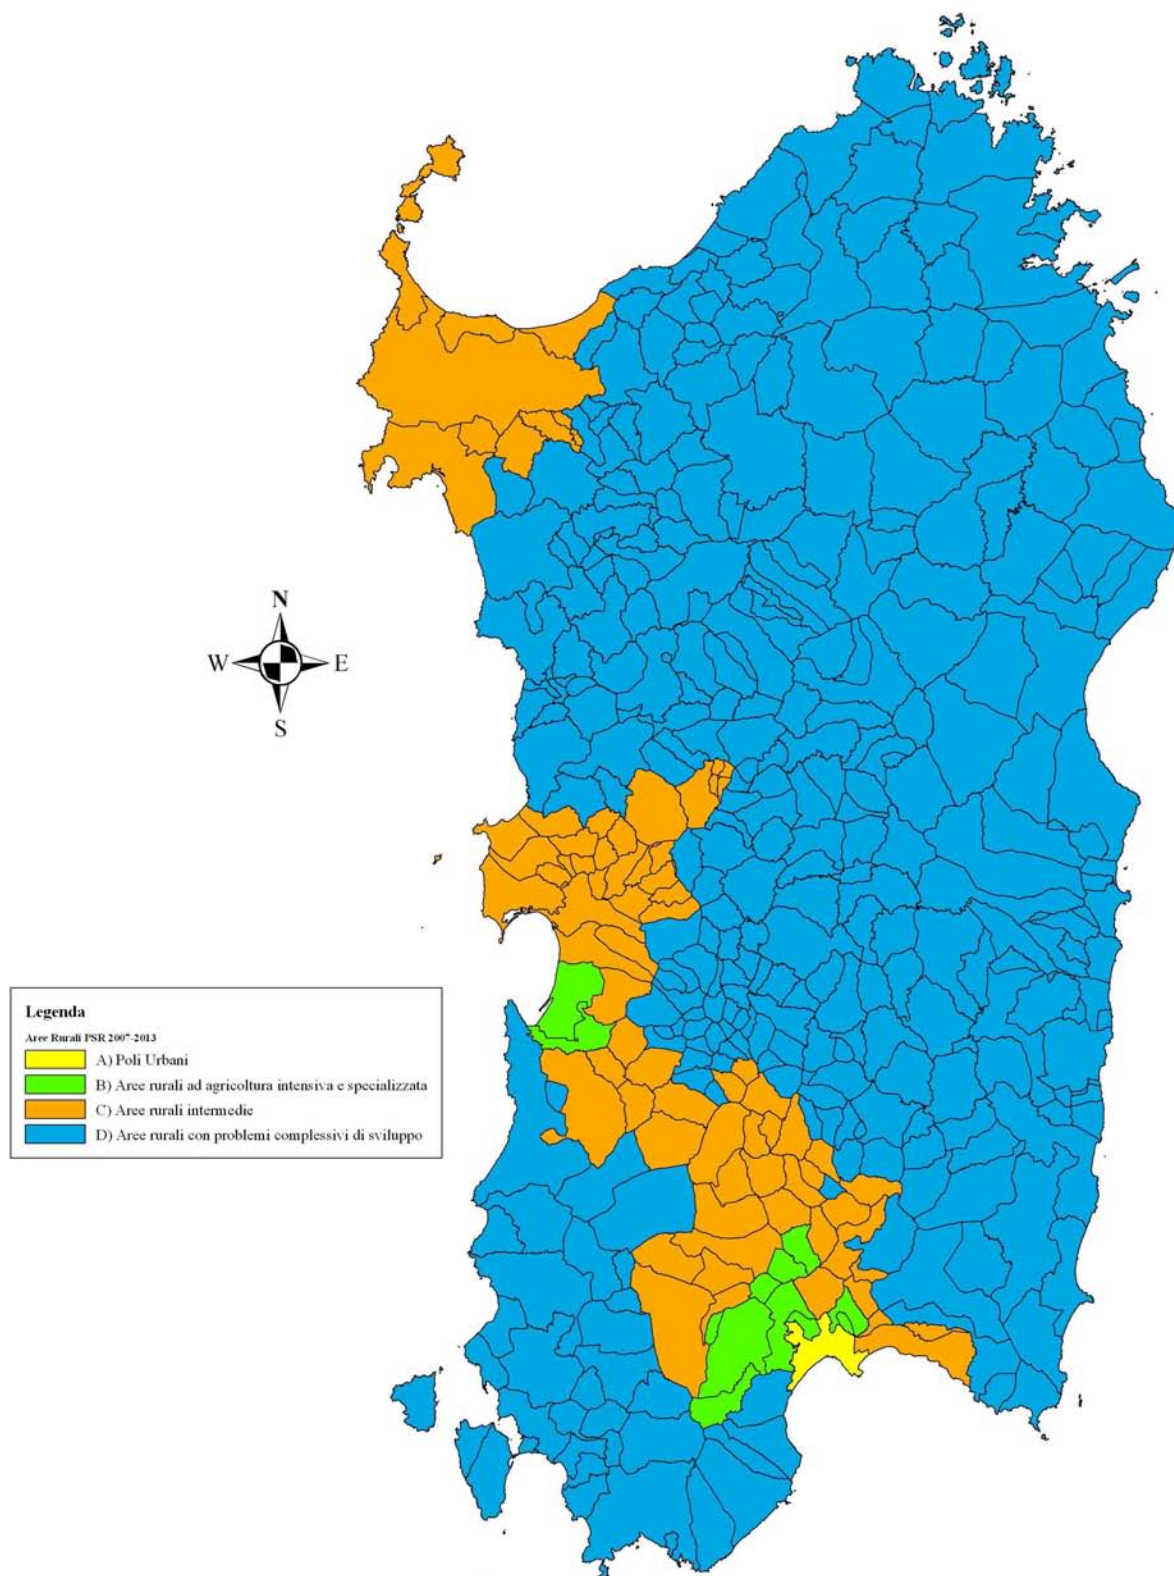 N
W E
S
Legenda
Aree Rurali PSR 2007-2013
A) Poli Urbani
B) Aree rurali ad agricoltura intensiva e specializzata
C) Aree rurali intermedie
D) Aree rurali con problemi complessivi di sviluppo